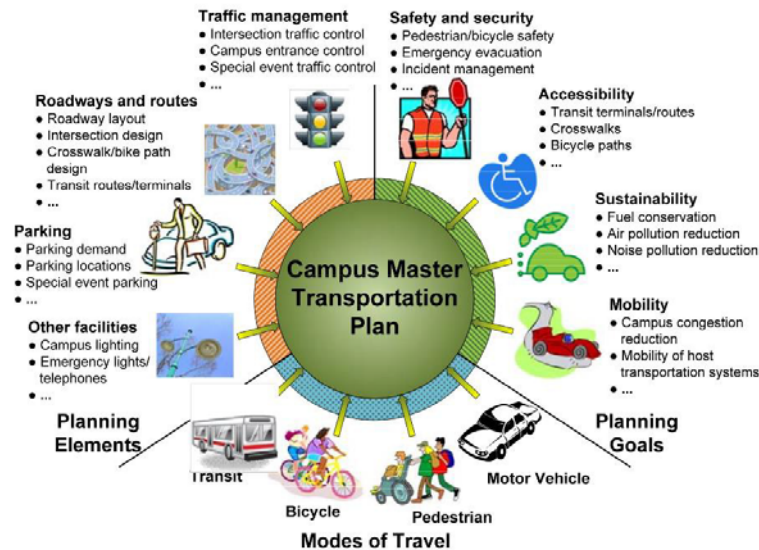 Traffic management
● Intersection traffic control
● Campus entrance control
● Special event traffic control
● ...
Safety and security
● Pedestrian/bicycle safety
● Emergency evacuation
● Incident management
● ...
Roadways and routes
● Roadway layout
● Intersection design
● Crosswalk/bike path
design
● Transit routes/terminals
● ...
Accessibility
● Transit terminals/routes
● Crosswalks
● Bicycle paths
● ...
Parking
● Parking demand
● Parking locations
● Special event parking
● ...
Sustainability
● Fuel conservation
● Air pollution reduction
● Noise pollution reduction
● ...
Campus Master
Transportation
Plan
Other facilities
● Campus lighting
● Emergency lights/
telephones
● ...
Mobility
● Campus congestion
reduction
● Mobility of host
transportation systems
● ...
Planning
Elements
Planning
Goals
Transit
Bicycle
Pedestrian
Motor Vehicle
Modes of Travel